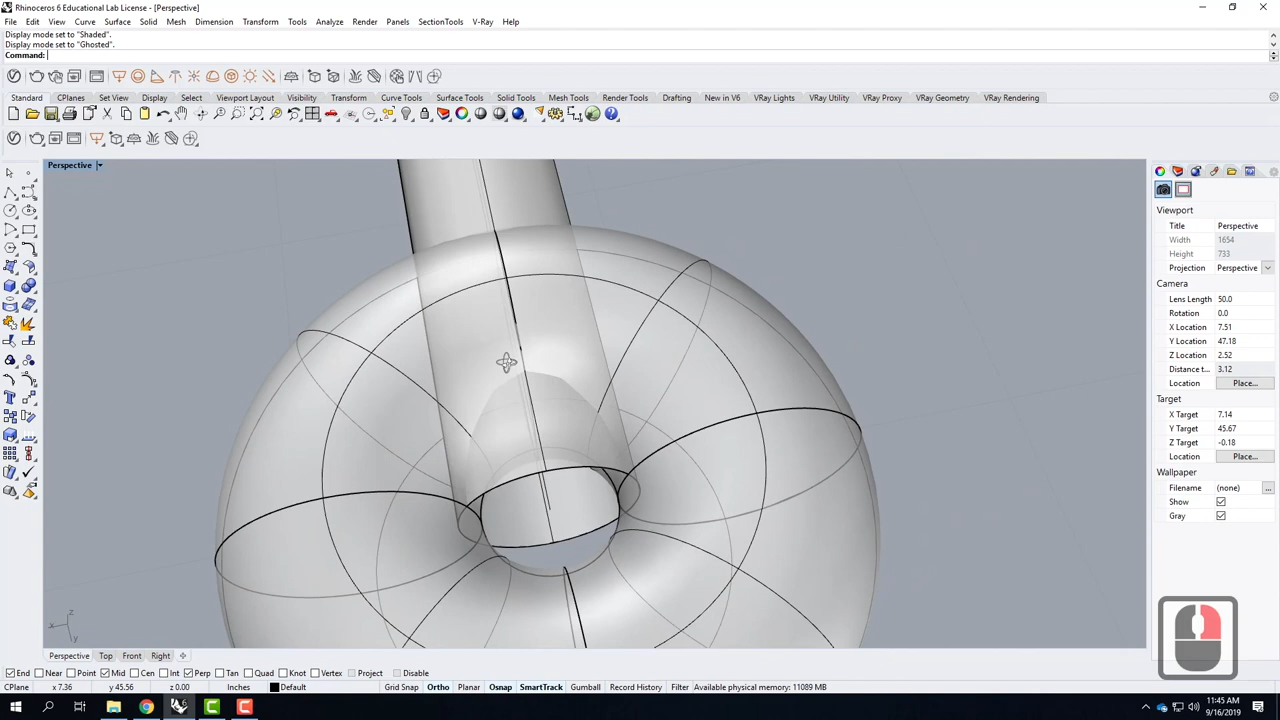 Rhinoceros 6 Educational Lab License - [Perspective]
File Edit View Curve Surface Solid Mesh Dimension Transform Tools Analyze Render Panels SectionTools V-Ray Help
Display mode set to "Shaded".
Display mode set to "Ghosted".
Command:
Standard CPlanes Set View Display Select Viewport Layout Visibility Transform Curve Tools Surface Tools Solid Tools Mesh Tools Render Tools Drafting New in V6 VRay Lights VRay Utility VRay Proxy VRay Geometry VRay Rendering
Perspective
Viewport
Title Perspective
Width 1654
Height 733
Projection Perspective
Camera
Lens Length 50.0
Rotation 0.0
X Location 7.51
Y Location 47.18
Z Location 2.52
Distance t... 3.12
Location Place...
Target
X Target 7.14
Y Target 45.67
Z Target -0.18
Location Place...
Wallpaper
Filename (none) ...
Show
Gray
z
x
y
Perspective Top Front Right
End Near Point Mid Cen Int Perp Tan Quad Knot Vertex Project Disable
CPlane x 7.36 y 45.56 z 0.00 Inches Default Grid Snap Ortho Planar Osnap SmartTrack Gumball Record History Filter Available physical memory: 11089 MB
11:45 AM
9/16/2019